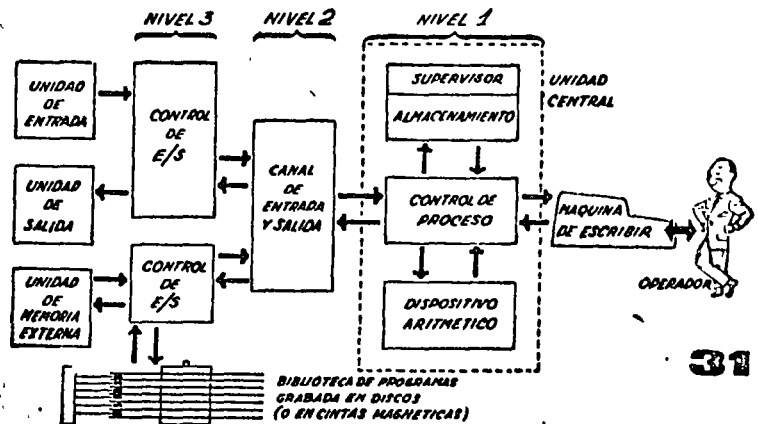 NIVEL 3
NIVEL 2
NIVEL 1
UNIDAD
DE
ENTRADA
UNIDAD
DE
SALIDA
UNIDAD
DE
MEMORIA
EXTERNA
CONTROL
DE
E/S
CONTROL
DE
E/S
CANAL
DE
ENTRADA
Y SALIDA
SUPERVISOR
ALMACENAMIENTO
CONTROL DE
PROCESO
DISPOSITIVO
ARITMETICO
UNIDAD
CENTRAL
MAQUINA
DE ESCRIBIR
OPERADOR
BIBLIOTECA DE PROGRAMAS
GRABADA EN DISCOS
(O EN CINTAS MAGNETICAS)
31